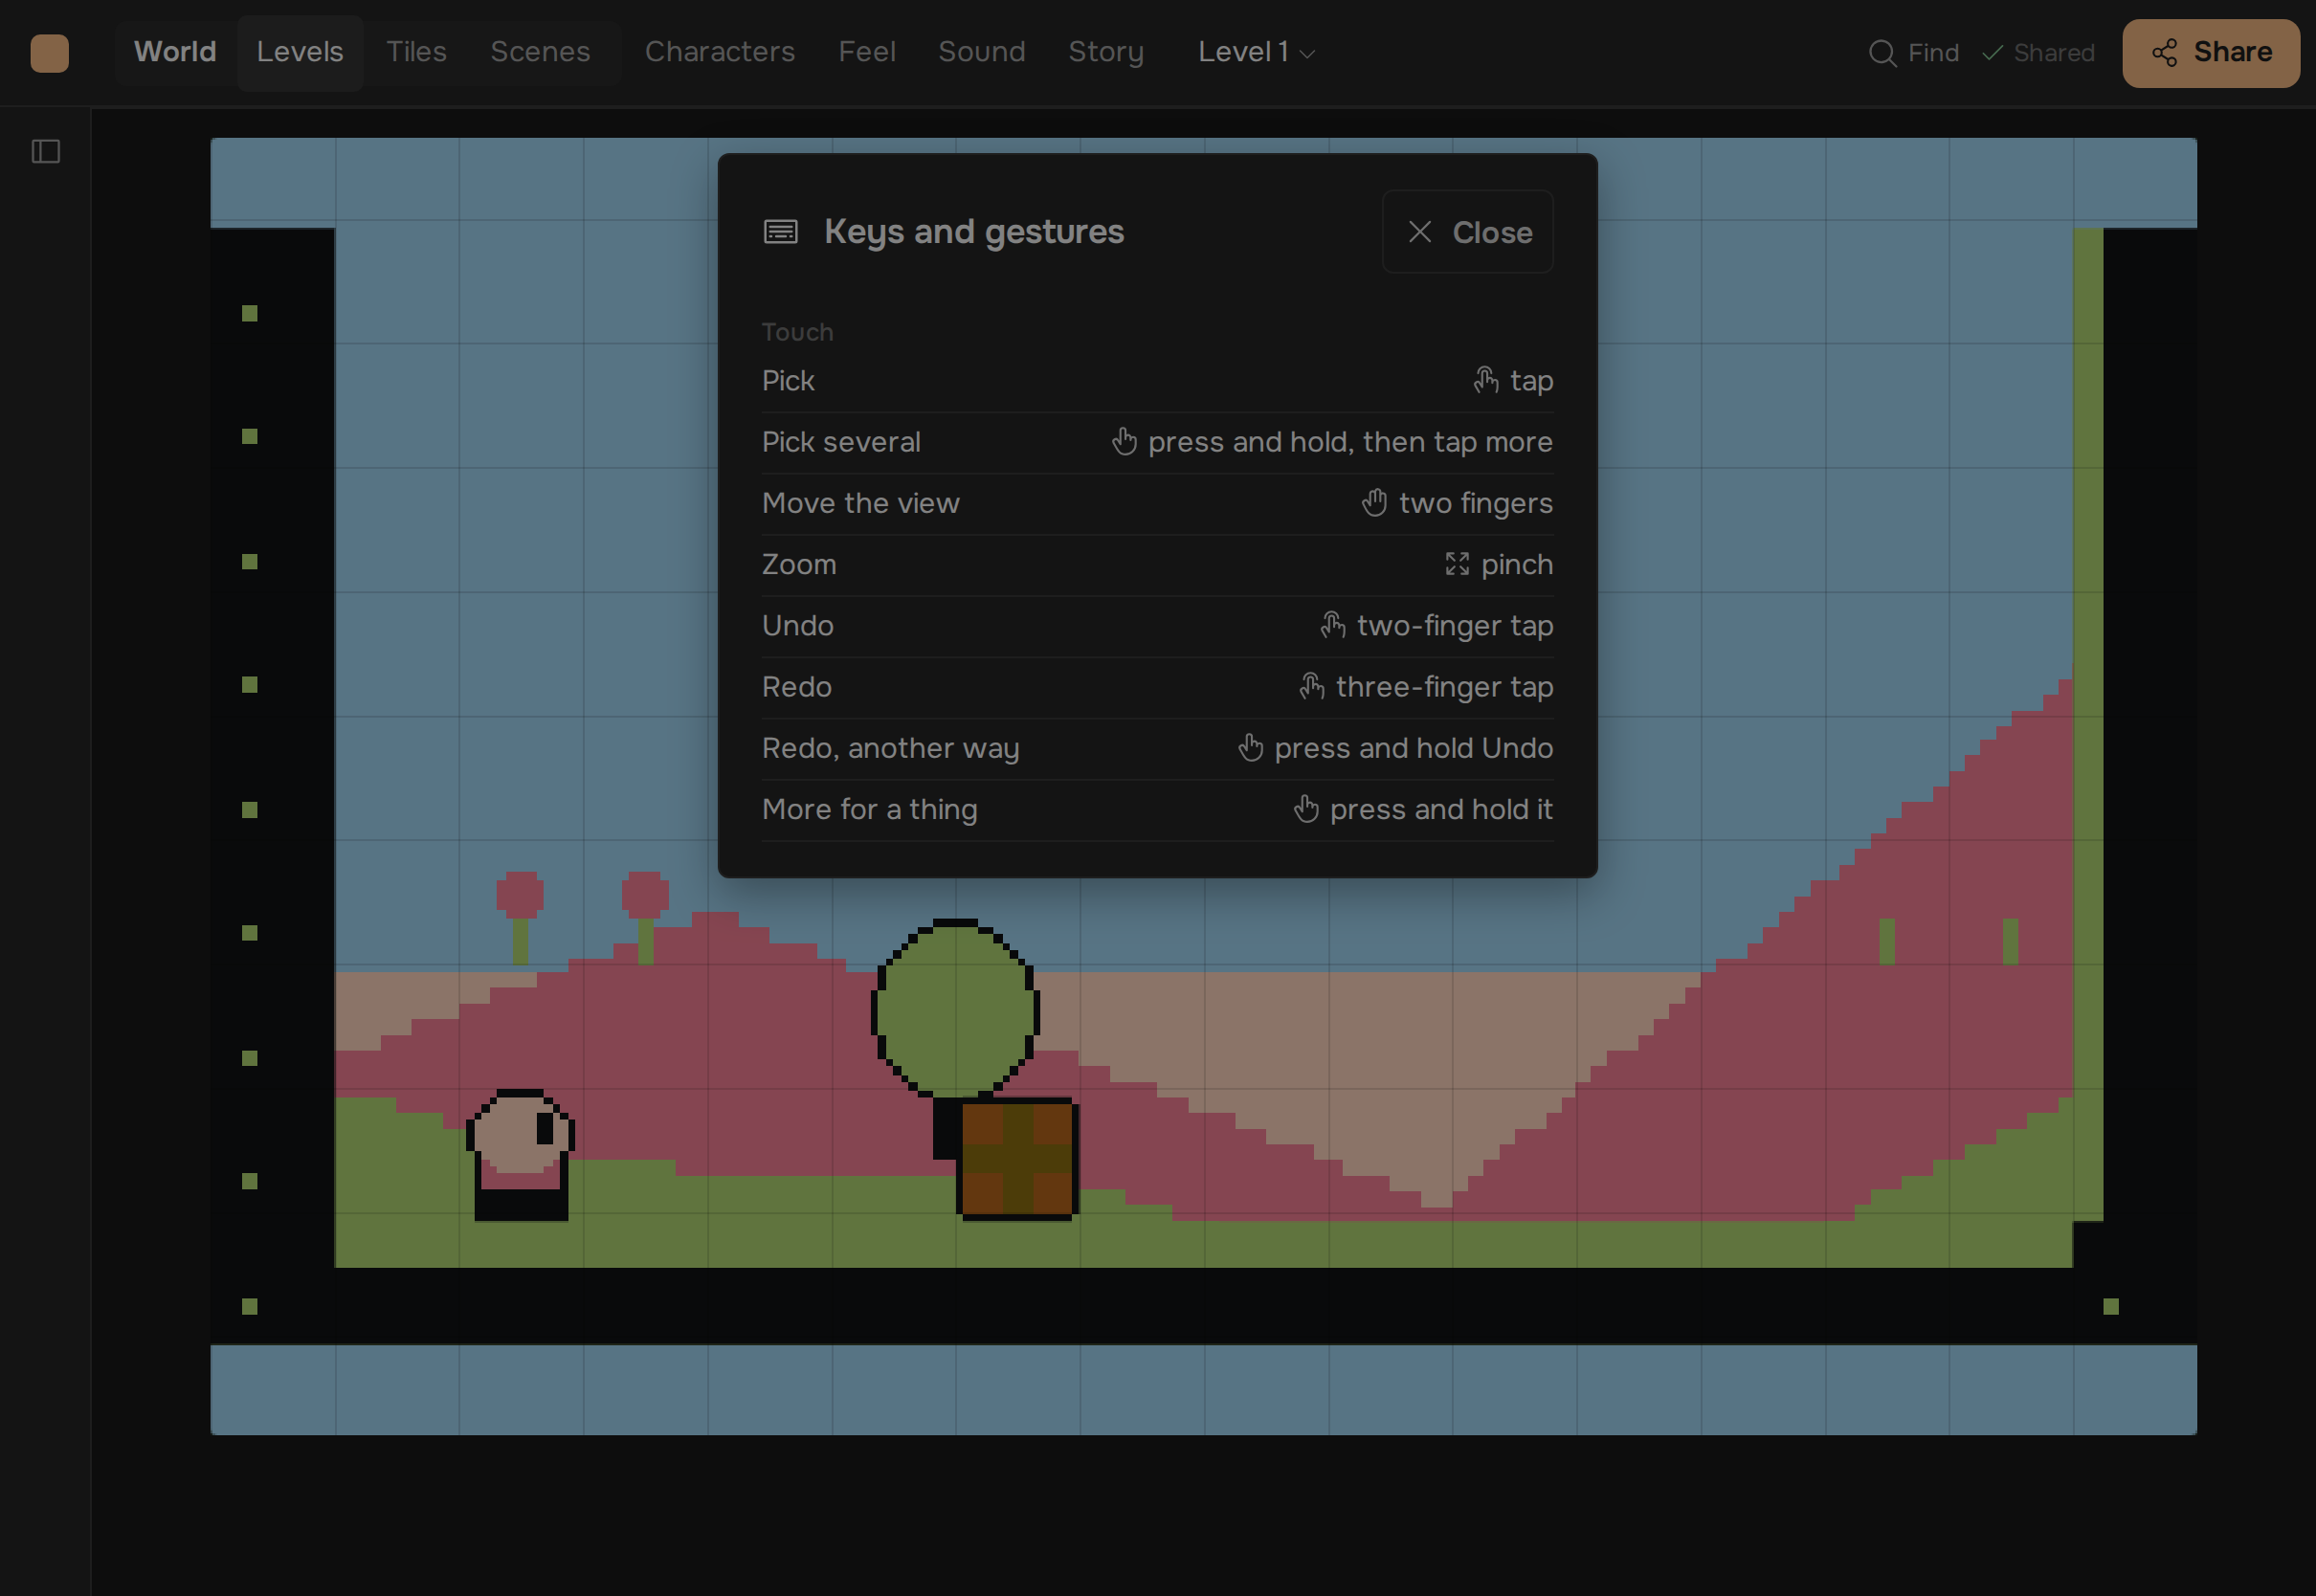 World Levels Tiles Scenes Characters Feel Sound Story Level 1 Find Shared Share
Keys and gestures Close
Touch
Pick tap
Pick several press and hold, then tap more
Move the view two fingers
Zoom pinch
Undo two-finger tap
Redo three-finger tap
Redo, another way press and hold Undo
More for a thing press and hold it